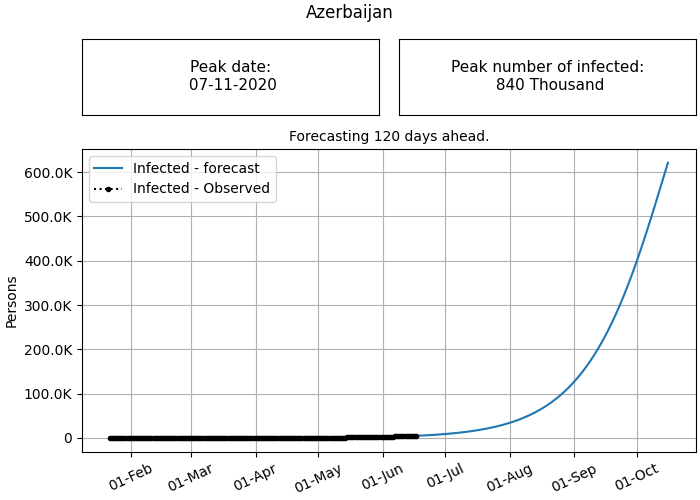 Azerbaijan
Peak date:
07-11-2020
Peak number of infected:
840 Thousand
Forecasting 120 days ahead.
Infected - forecast
Infected - Observed
Persons
600.0K
500.0K
400.0K
300.0K
200.0K
100.0K
0
01-Feb
01-Mar
01-Apr
01-May
01-Jun
01-Jul
01-Aug
01-Sep
01-Oct